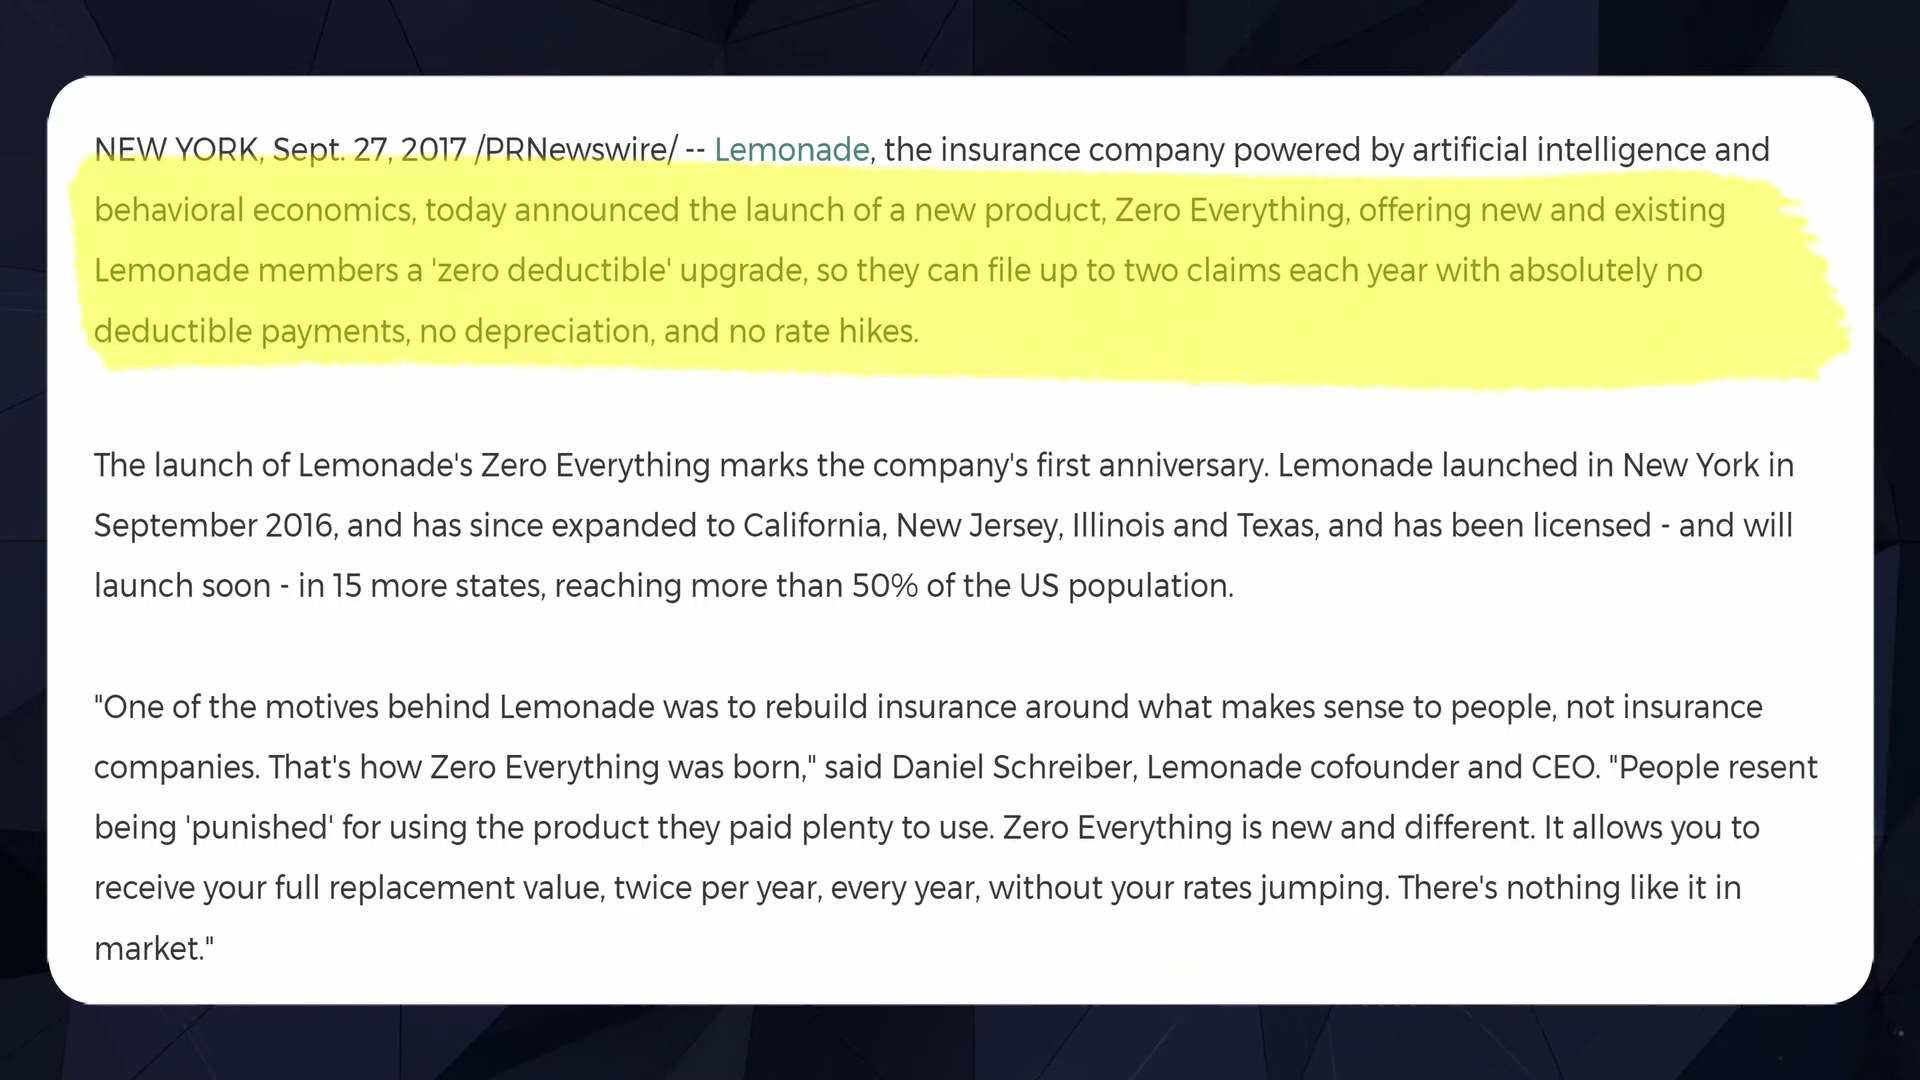 NEW YORK, Sept. 27, 2017 /PRNewswire/ -- Lemonade, the insurance company powered by artificial intelligence and
behavioral economics, today announced the launch of a new product, Zero Everything, offering new and existing
Lemonade members a 'zero deductible' upgrade, so they can file up to two claims each year with absolutely no
deductible payments, no depreciation, and no rate hikes.
The launch of Lemonade's Zero Everything marks the company's first anniversary. Lemonade launched in New York in
September 2016, and has since expanded to California, New Jersey, Illinois and Texas, and has been licensed - and will
launch soon - in 15 more states, reaching more than 50% of the US population.
"One of the motives behind Lemonade was to rebuild insurance around what makes sense to people, not insurance
companies. That's how Zero Everything was born," said Daniel Schreiber, Lemonade cofounder and CEO. "People resent
being 'punished' for using the product they paid plenty to use. Zero Everything is new and different. It allows you to
receive your full replacement value, twice per year, every year, without your rates jumping. There's nothing like it in
market."